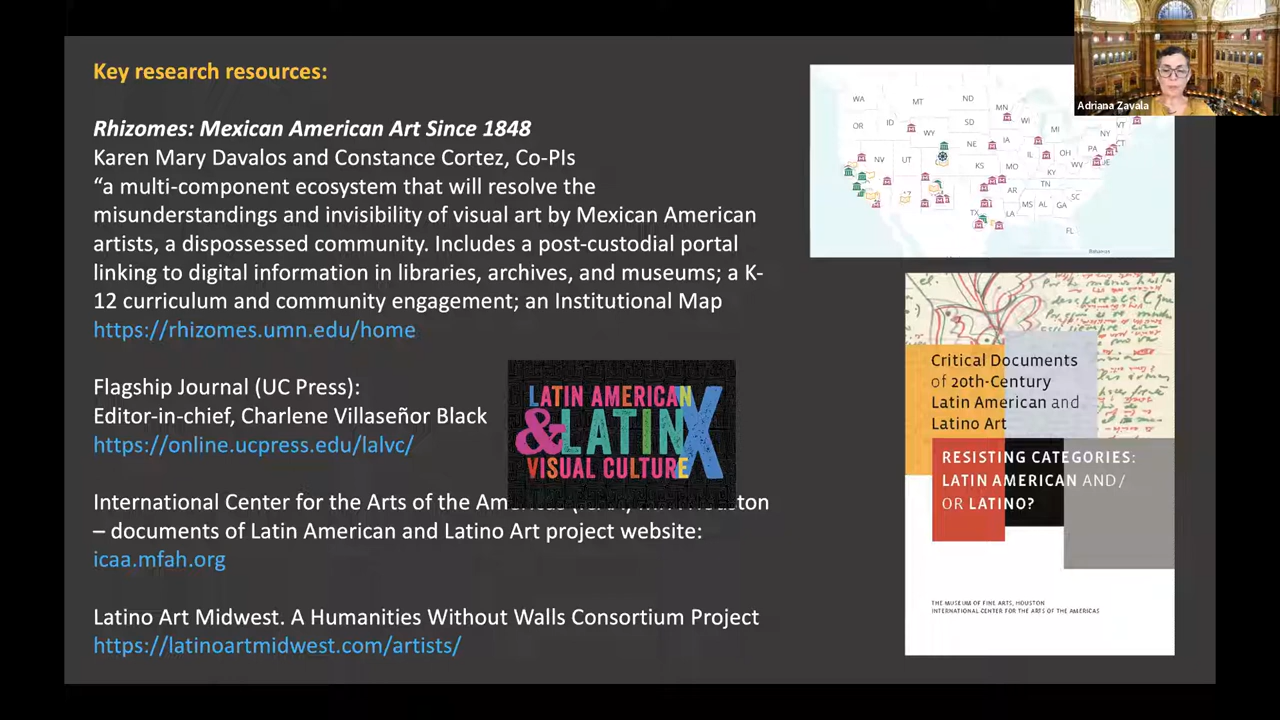 Key research resources:
Rhizomes: Mexican American Art Since 1848
Karen Mary Davalos and Constance Cortez, Co-PIs
“a multi-component ecosystem that will resolve the
misunderstandings and invisibility of visual art by Mexican American
artists, a dispossessed community. Includes a post-custodial portal
linking to digital information in libraries, archives, and museums; a K-
12 curriculum and community engagement; an Institutional Map
https://rhizomes.umn.edu/home
Flagship Journal (UC Press):
Editor-in-chief, Charlene Villaseñor Black
https://online.ucpress.edu/lalvc/
LATIN AMERICAN
& LATINX
VISUAL CULTURE
International Center for the Arts of the
– documents of Latin American and Latino Art project website:
icaa.mfah.org
Latino Art Midwest. A Humanities Without Walls Consortium Project
https://latinoartmidwest.com/artists/
Adriana Zavala
WA MT ND MN
OR ID WY SD WI MI NY VT
NV UT NE IA PA CT
KS MO KY WV
AR TN
TX LA MS AL GA SC
FL
Bahamas
el.
Critical Documents
of 20th-Century
Latin American and
Latino Art
RESISTING CATEGORIES:
LATIN AMERICAN AND/
OR LATINO?
THE MUSEUM OF FINE ARTS, HOUSTON
INTERNATIONAL CENTER FOR THE ARTS OF THE AMERICAS